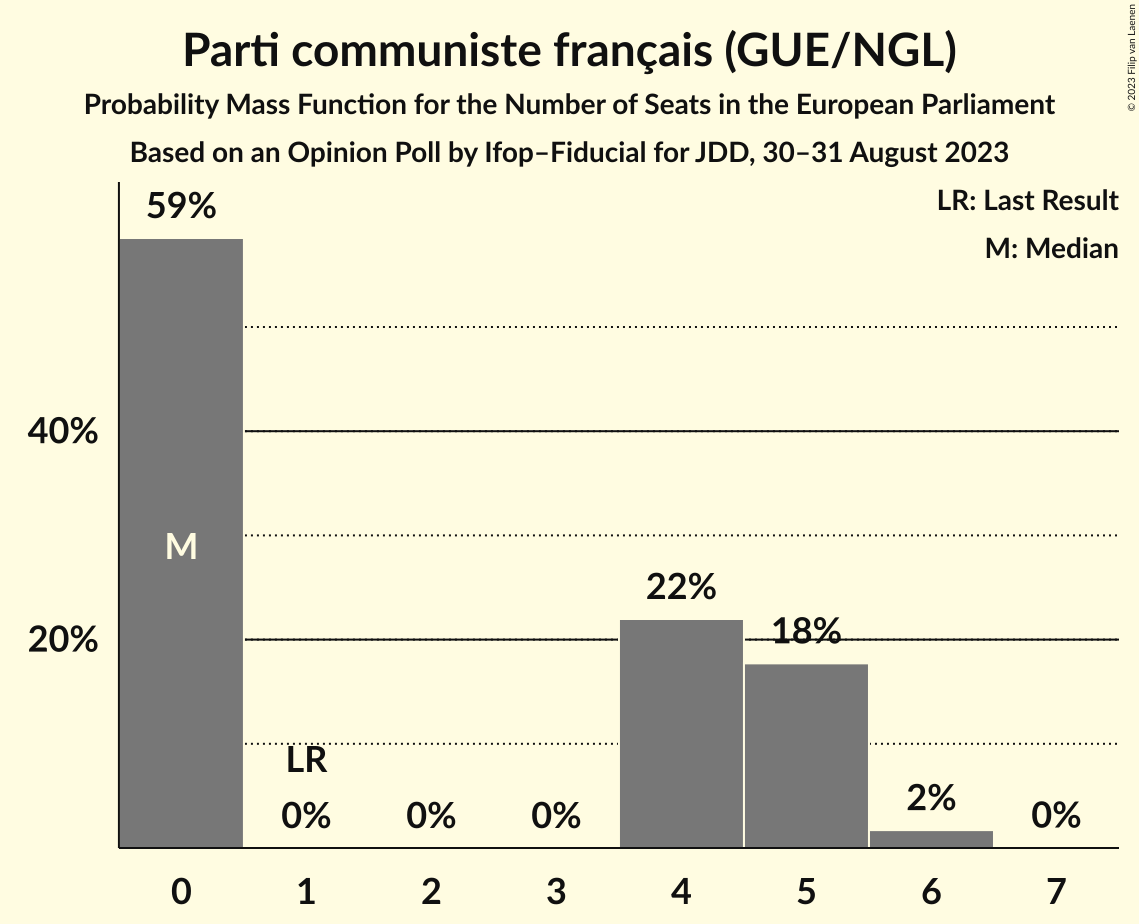 Parti communiste français (GUE/NGL)
Probability Mass Function for the Number of Seats in the European Parliament
Based on an Opinion Poll by Ifop–Fiducial for JDD, 30–31 August 2023
© 2023 Filip van Laenen
LR: Last Result
M: Median
59%
40%
M
22%
20%
18%
LR
0%
0%
0%
2%
0%
0 1 2 3 4 5 6 7